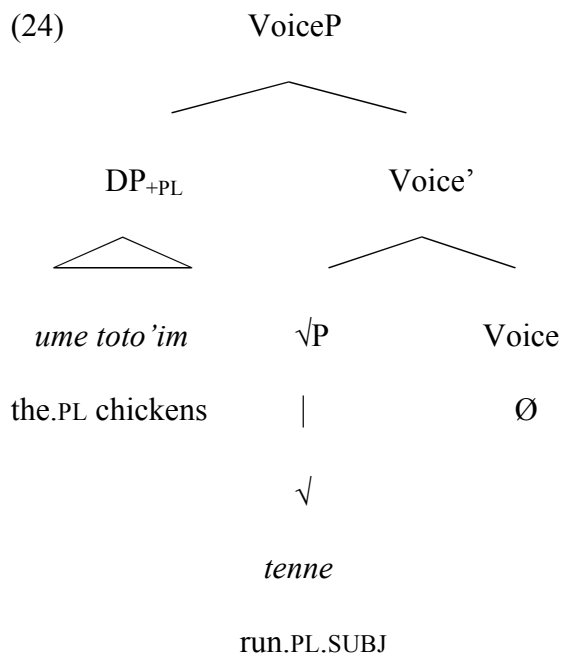 (24) VoiceP
DP+PL Voice’
ume toto’im √P Voice
the.PL chickens | Ø
√
tenne
run.PL.SUBJ